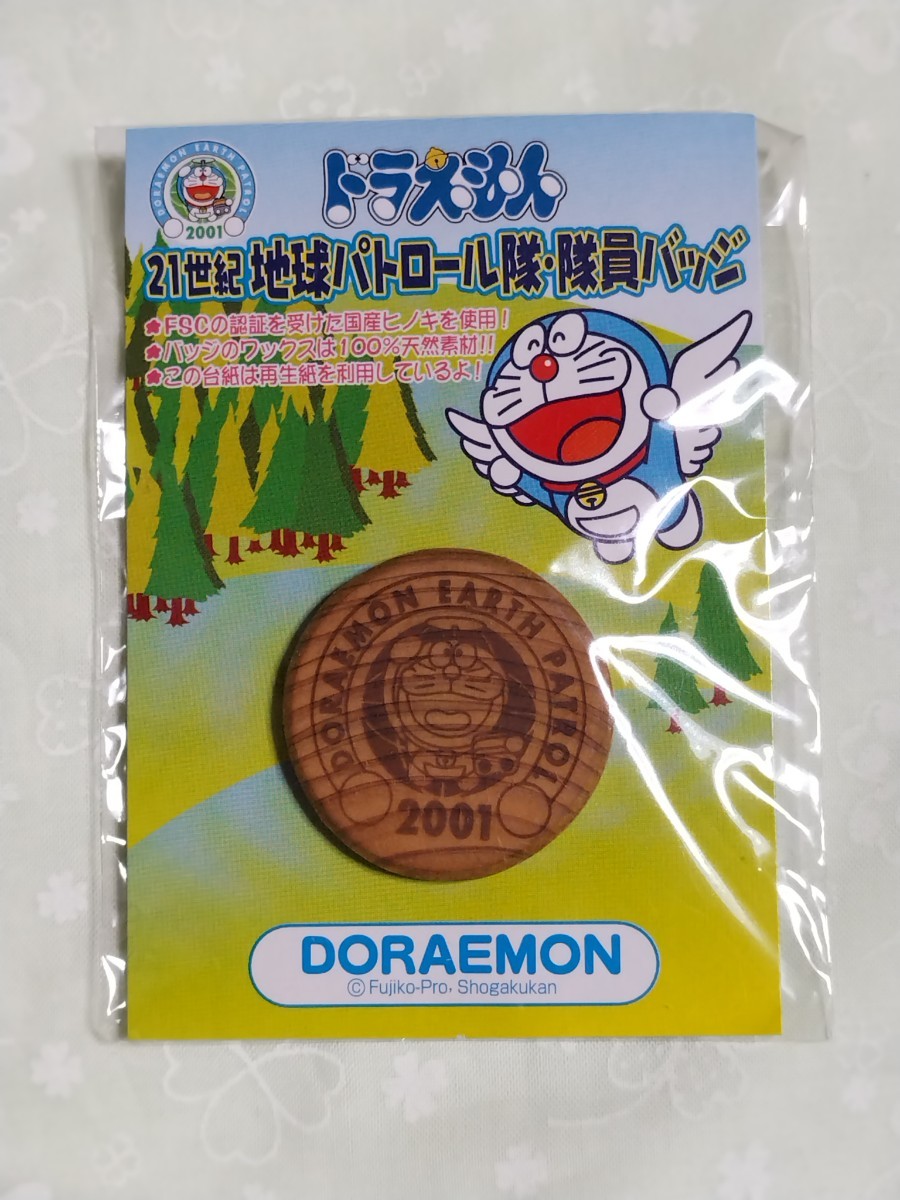 DORAEMON EARTH PATROL
2001
ドラえもん
21世紀 地球パトロール隊・隊員バッジ
★FSCの認証を受けた国産ヒノキを使用!
★バッジのワックスは100%天然素材!!
★この台紙は再生紙を利用しているよ!
DORAEMON EARTH PATROL
2001
DORAEMON
©Fujiko-Pro, Shogakukan